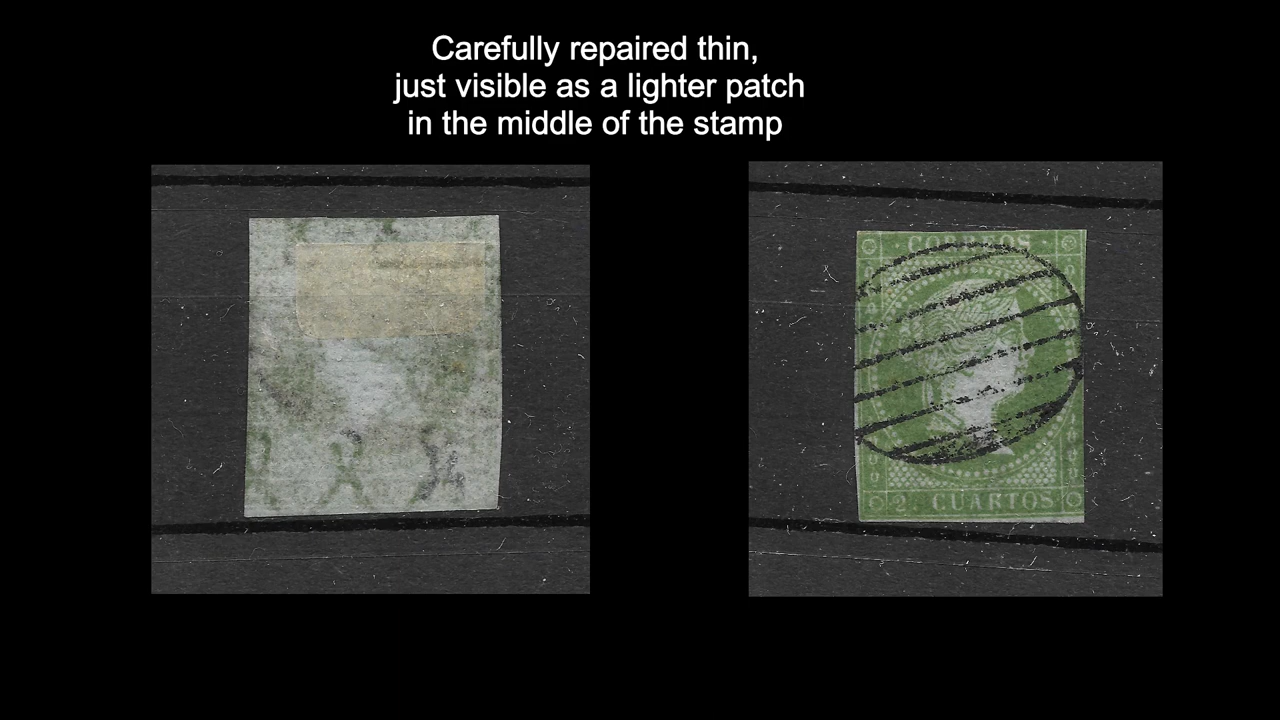 Carefully repaired thin,
just visible as a lighter patch
in the middle of the stamp
CORREOS
2 CUARTOS